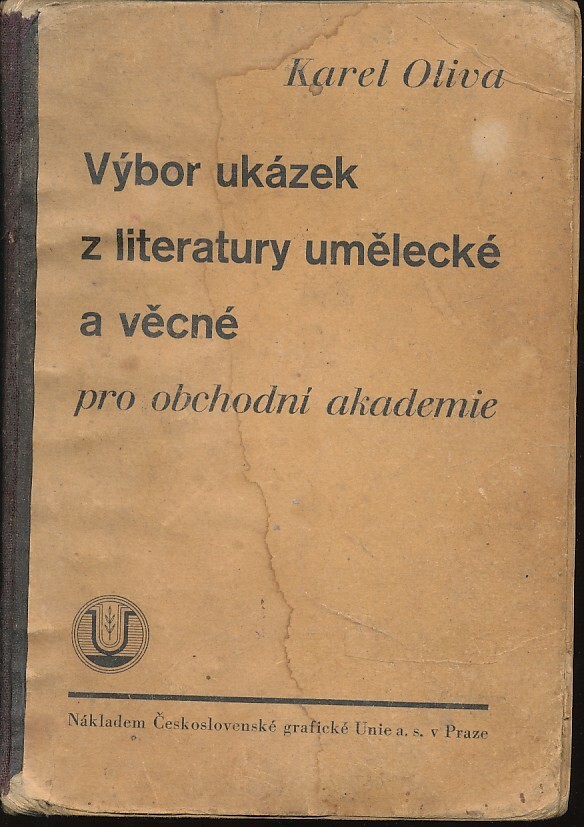 Karel Oliva
Výbor ukázek
z literatury umělecké
a věcné
pro obchodní akademie
Nákladem Československé grafické Unie a. s. v Praze